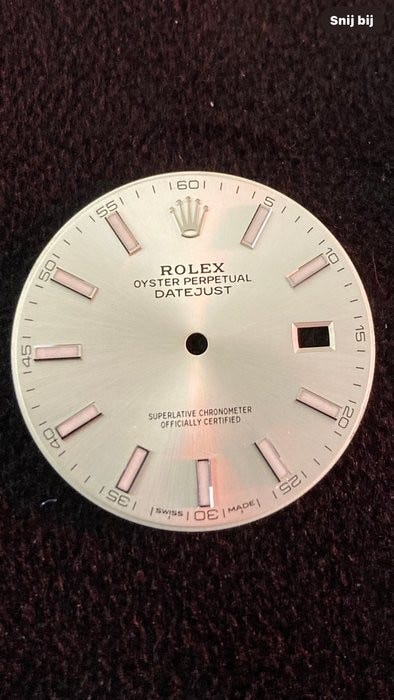 Snij bij
60
5
10
15
20
25
30
35
40
45
50
55
ROLEX
OYSTER PERPETUAL
DATEJUST
SUPERLATIVE CHRONOMETER
OFFICIALLY CERTIFIED
SWISS MADE